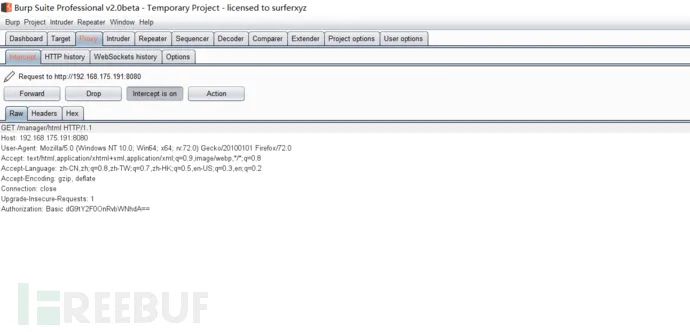 Burp Suite Professional v2.0beta - Temporary Project - licensed to surferxyz
Burp Project Intruder Repeater Window Help
Dashboard Target Proxy Intruder Repeater Sequencer Decoder Comparer Extender Project options User options
Intercept HTTP history WebSockets history Options
Request to http://192.168.175.191:8080
Forward Drop Intercept is on Action
Raw Headers Hex
GET /manager/html HTTP/1.1
Host: 192.168.175.191:8080
User-Agent: Mozilla/5.0 (Windows NT 10.0; Win64; x64; rv:72.0) Gecko/20100101 Firefox/72.0
Accept: text/html,application/xhtml+xml,application/xml;q=0.9,image/webp,*/*;q=0.8
Accept-Language: zh-CN,zh;q=0.8,zh-TW;q=0.7,zh-HK;q=0.5,en-US;q=0.3,en;q=0.2
Accept-Encoding: gzip, deflate
Connection: close
Upgrade-Insecure-Requests: 1
Authorization: Basic dG9tY2F0OnRvbWNhdA==
FREEBUF